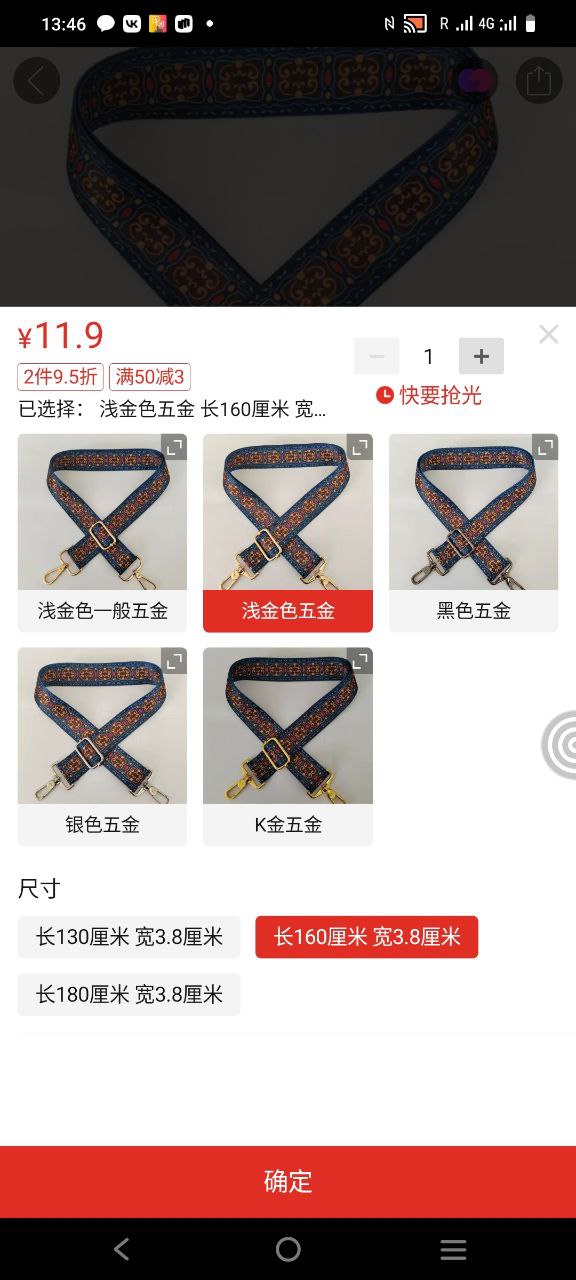 13:46
R 4G
¥11.9
1
2件9.5折 满50减3
快要抢光
已选择： 浅金色五金 长160厘米 宽...
浅金色一般五金 浅金色五金 黑色五金
银色五金 K金五金
尺寸
长130厘米 宽3.8厘米 长160厘米 宽3.8厘米
长180厘米 宽3.8厘米
确定